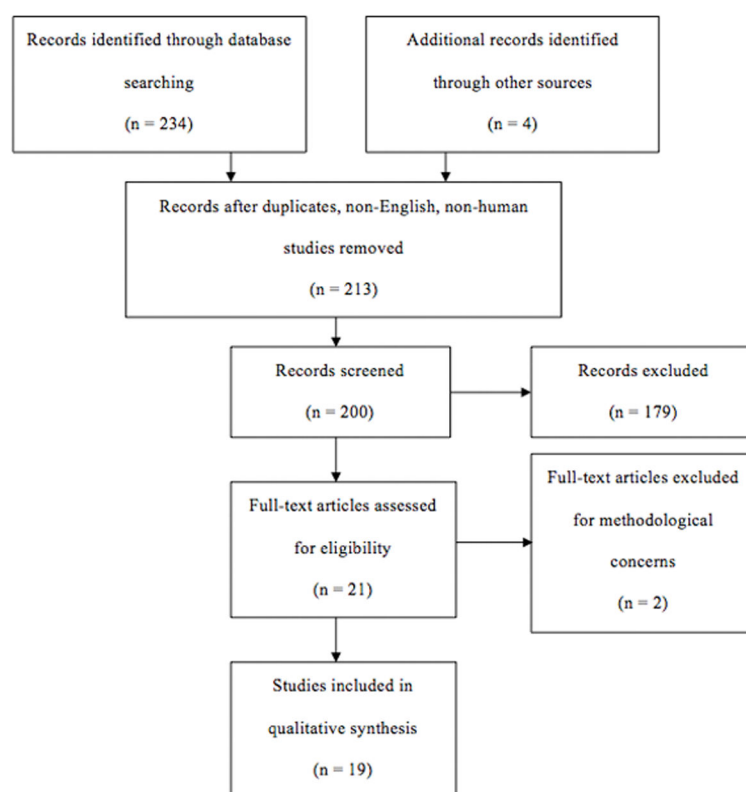 Records identified through database
searching
(n = 234)
Additional records identified
through other sources
(n = 4)
Records after duplicates, non-English, non-human
studies removed
(n = 213)
Records screened
(n = 200)
Records excluded
(n = 179)
Full-text articles assessed
for eligibility
(n = 21)
Full-text articles excluded
for methodological
concerns
(n = 2)
Studies included in
qualitative synthesis
(n = 19)